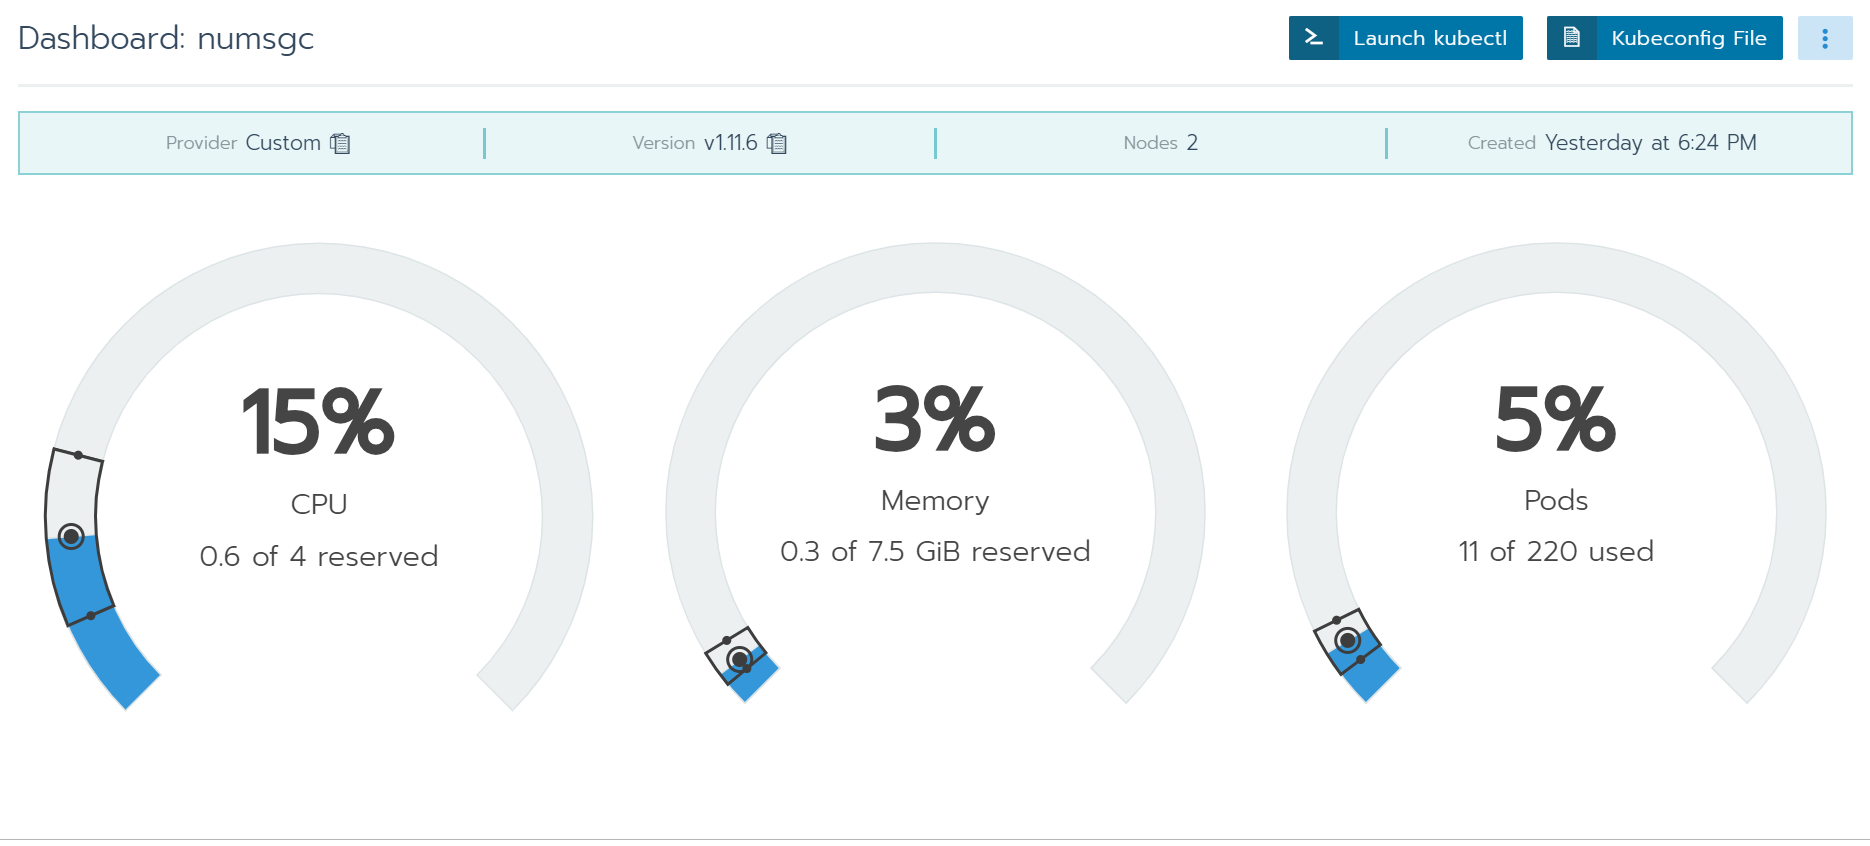 Dashboard: numsgc
Launch kubectl
Kubeconfig File
Provider Custom
Version v1.11.6
Nodes 2
Created Yesterday at 6:24 PM
15%
CPU
0.6 of 4 reserved
3%
Memory
0.3 of 7.5 GiB reserved
5%
Pods
11 of 220 used